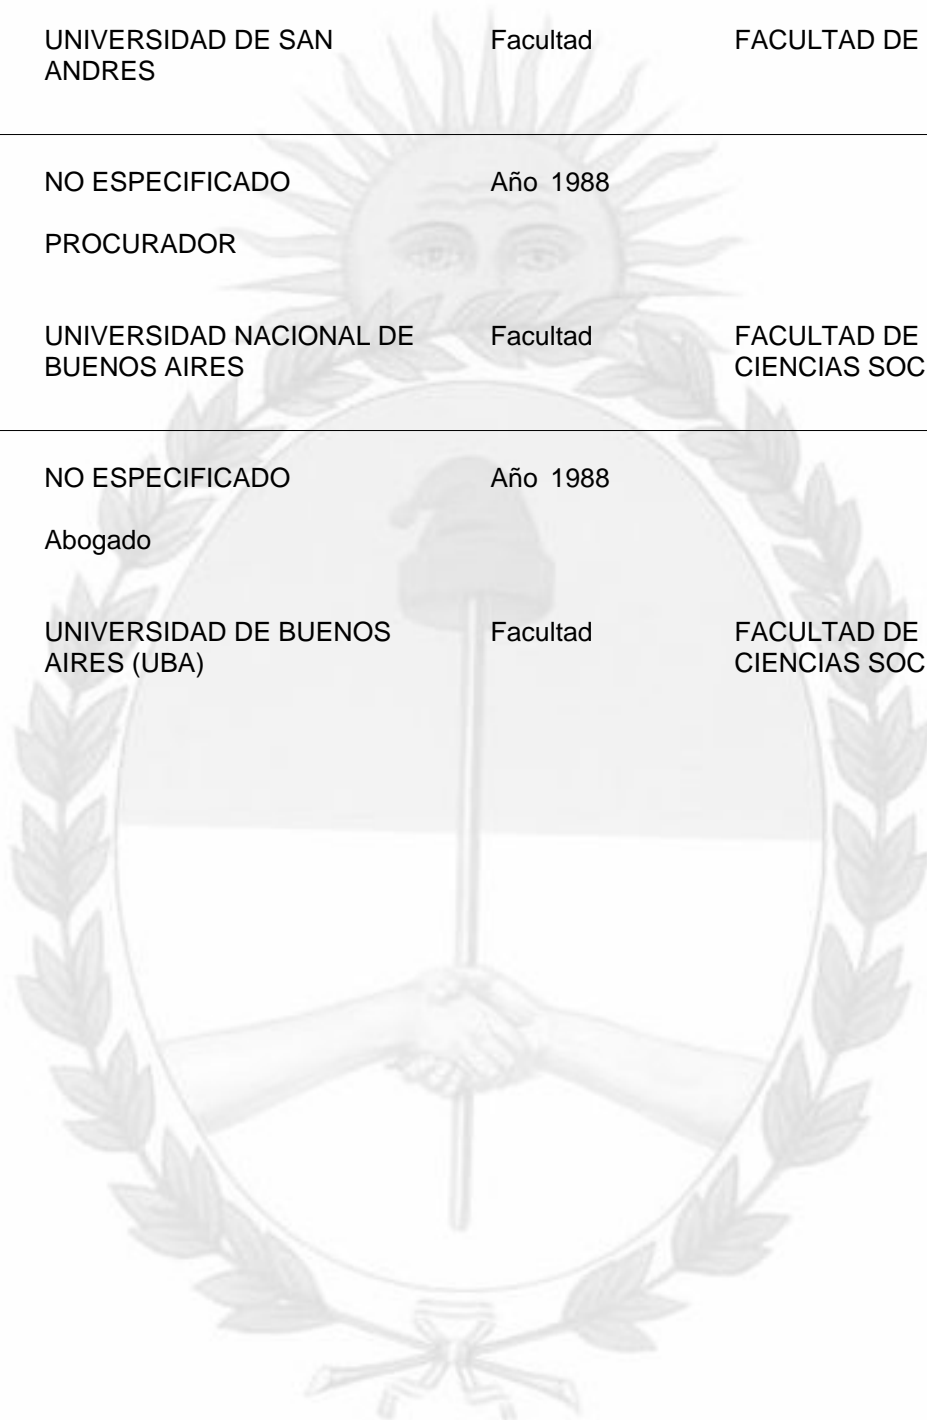 UNIVERSIDAD DE SAN Facultad FACULTAD DE
ANDRES
NO ESPECIFICADO Año 1988
PROCURADOR
UNIVERSIDAD NACIONAL DE Facultad FACULTAD DE
BUENOS AIRES CIENCIAS SOC
NO ESPECIFICADO Año 1988
Abogado
UNIVERSIDAD DE BUENOS Facultad FACULTAD DE
AIRES (UBA) CIENCIAS SOC